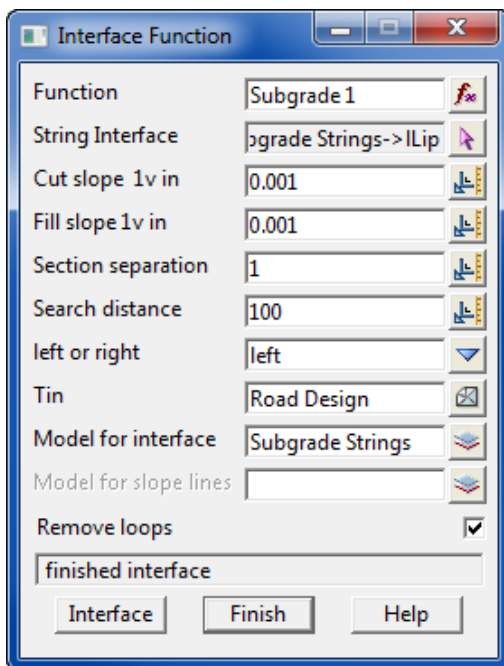 Interface Function
Function Subgrade 1
String Interface ograde Strings->ILip
Cut slope 1v in 0.001
Fill slope 1v in 0.001
Section separation 1
Search distance 100
left or right left
Tin Road Design
Model for interface Subgrade Strings
Model for slope lines
Remove loops
finished interface
Interface Finish Help